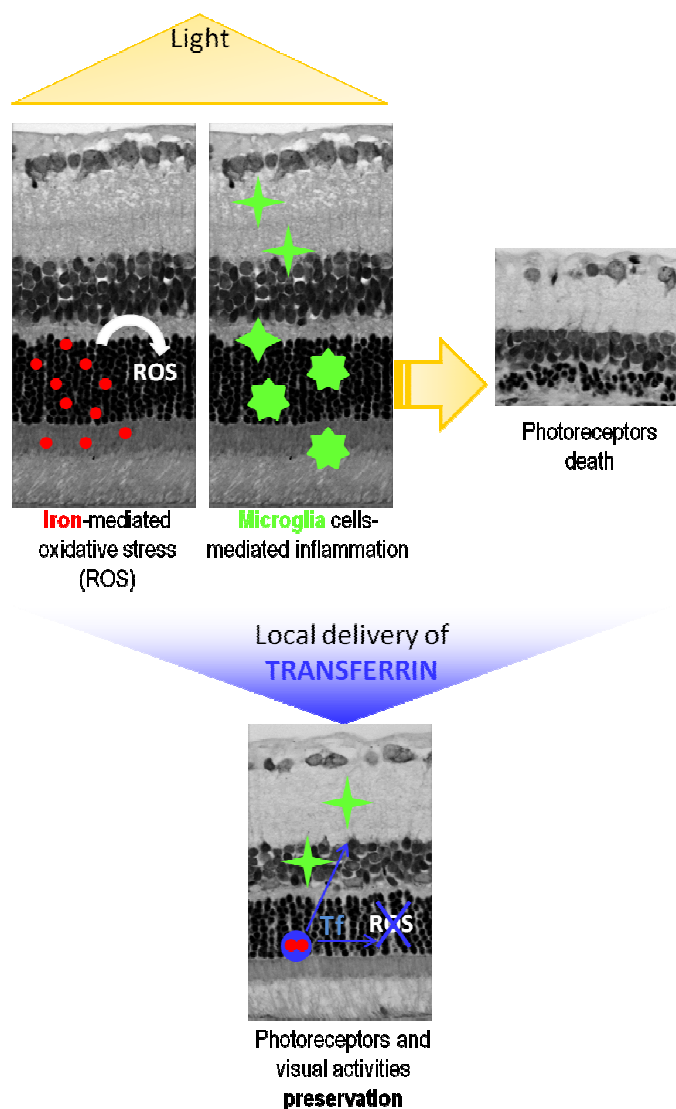 Light
ROS
Iron-mediated
oxidative stress
(ROS)
Microglia cells-
mediated inflammation
Photoreceptors
death
Local delivery of
TRANSFERRIN
Tf
ROS
Photoreceptors and
visual activities
preservation